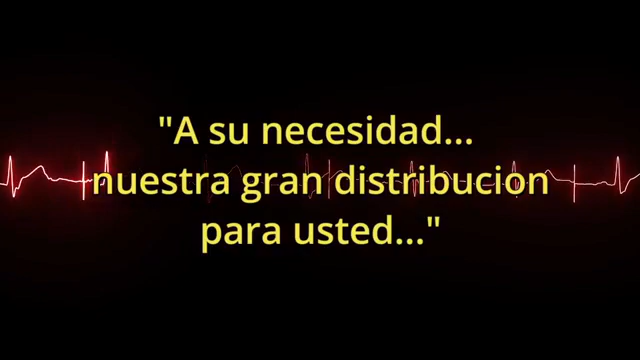 "A su necesidad...
nuestra gran distribucion
para usted..."